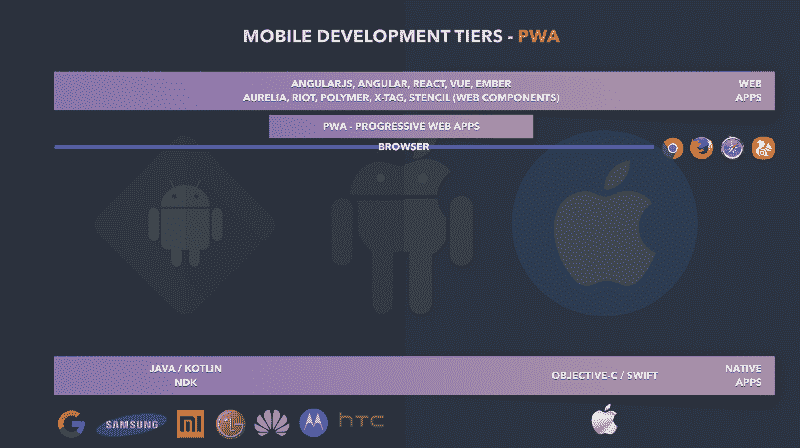 MOBILE DEVELOPMENT TIERS - PWA
ANGULARJS, ANGULAR, REACT, VUE, EMBER
AURELIA, RIOT, POLYMER, X-TAG, STENCIL (WEB COMPONENTS)
WEB
APPS
PWA - PROGRESSIVE WEB APPS
BROWSER
JAVA / KOTLIN
NDK
OBJECTIVE-C / SWIFT
NATIVE
APPS
SAMSUNG
LG
htc